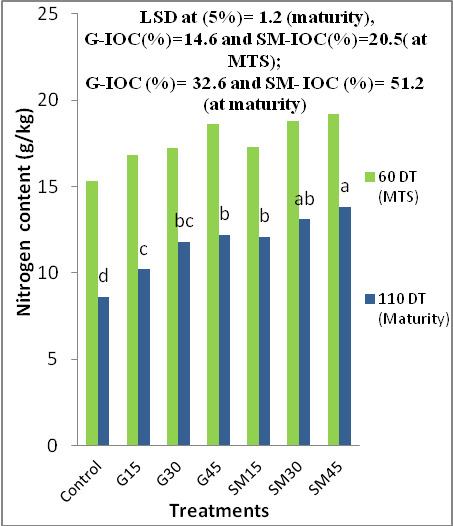 LSD at (5%)= 1.2 (maturity),
G-IOC(%)=14.6 and SM-IOC(%)=20.5( at
MTS);
G-IOC (%)= 32.6 and SM- IOC (%)= 51.2
(at maturity)
Nitrogen content (g/kg)
25
20
15
10
5
0
d
c
bc
b
b
ab
a
60 DT
(MTS)
110 DT
(Maturity)
Control
G15
G30
G45
SM15
SM30
SM45
Treatments